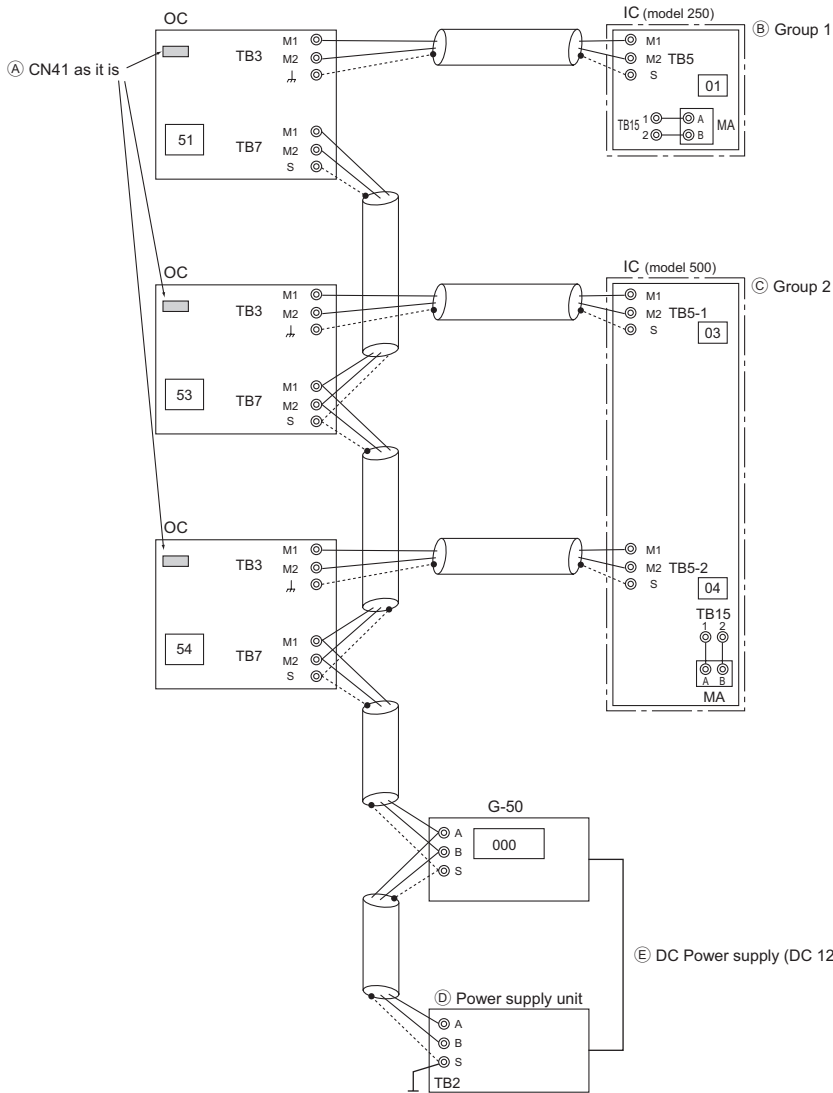 OC
Ⓐ CN41 as it is
TB3
M1
M2
51
TB7
M1
M2
S
IC (model 250)
Ⓑ Group 1
M1
M2 TB5
S
01
TB15 1
2
A
B
MA
OC
TB3
M1
M2
53
TB7
M1
M2
S
IC (model 500)
Ⓒ Group 2
M1
M2 TB5-1
S
03
OC
TB3
M1
M2
54
TB7
M1
M2
S
M1
M2 TB5-2
S
04
TB15
1 2
A B
MA
G-50
A
B
S
000
Ⓔ DC Power supply (DC 12
Ⓓ Power supply unit
A
B
S
TB2